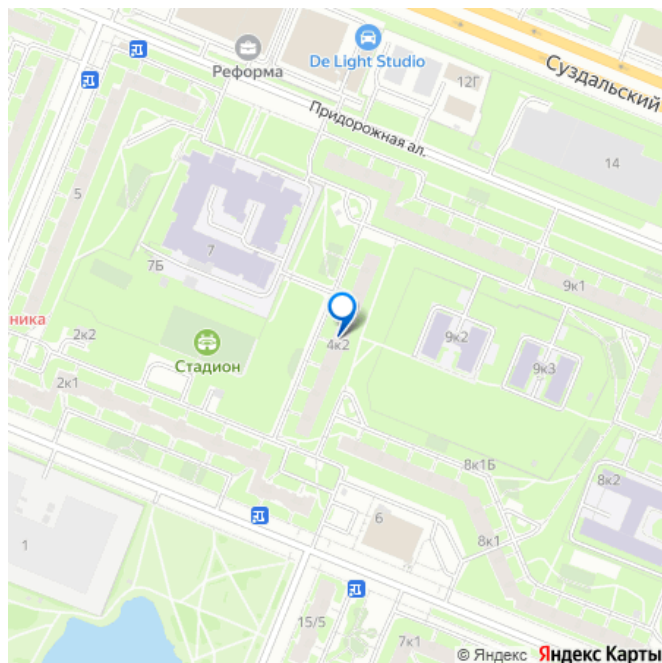 De Light Studio
Реформа
12Г
Суздальский
Придорожная ал.
14
5
7
7Б
9к1
ника
2к2
Стадион
4к2
9к2
9к3
2к1
8к1Б
8к2
6
1
8к1
15/5
7к1
© Яндекс Яндекс Карты